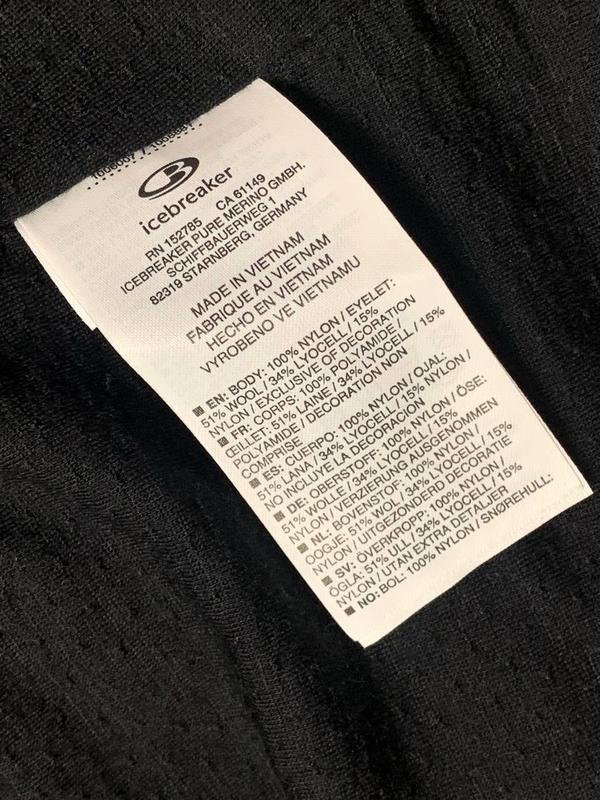 icebreaker
RN 152785 CA 61149
ICEBREAKER PURE MERINO GMBH.
SCHIFFBAUERWEG 1
82319 STARNBERG, GERMANY
MADE IN VIETNAM
FABRIQUE AU VIETNAM
HECHO EN VIETNAM
VYROBENO VE VIETNAMU
EN: BODY: 100% NYLON / EYELET:
51% WOOL / 34% LYOCELL / 15%
NYLON / EXCLUSIVE OF DECORATION
FR: CORPS: 100% POLYAMIDE /
ŒILLET: 51% LAINE / 34% LYOCELL / 15%
POLYAMIDE / DECORATION NON
COMPRISE
ES: CUERPO: 100% NYLON / OJAL:
51% LANA / 34% LYOCELL / 15% NYLON /
NO INCLUYE LA DECORACIÓN
DE: OBERSTOFF: 100% NYLON / ÖSE:
51% WOLLE / 34% LYOCELL / 15%
NYLON / VERZIERUNG AUSGENOMMEN
NL: BOVENSTOF: 100% NYLON /
OOGJE: 51% WOL / 34% LYOCELL / 15%
NYLON / UITGEZONDERD DECORATIE
SV: ÖVERKROPP: 100% NYLON /
ÖGLA: 51% ULL / 34% LYOCELL / 15%
NYLON / UTAN EXTRA DETALJER
NO: BOL: 100% NYLON / SNØREHULL: